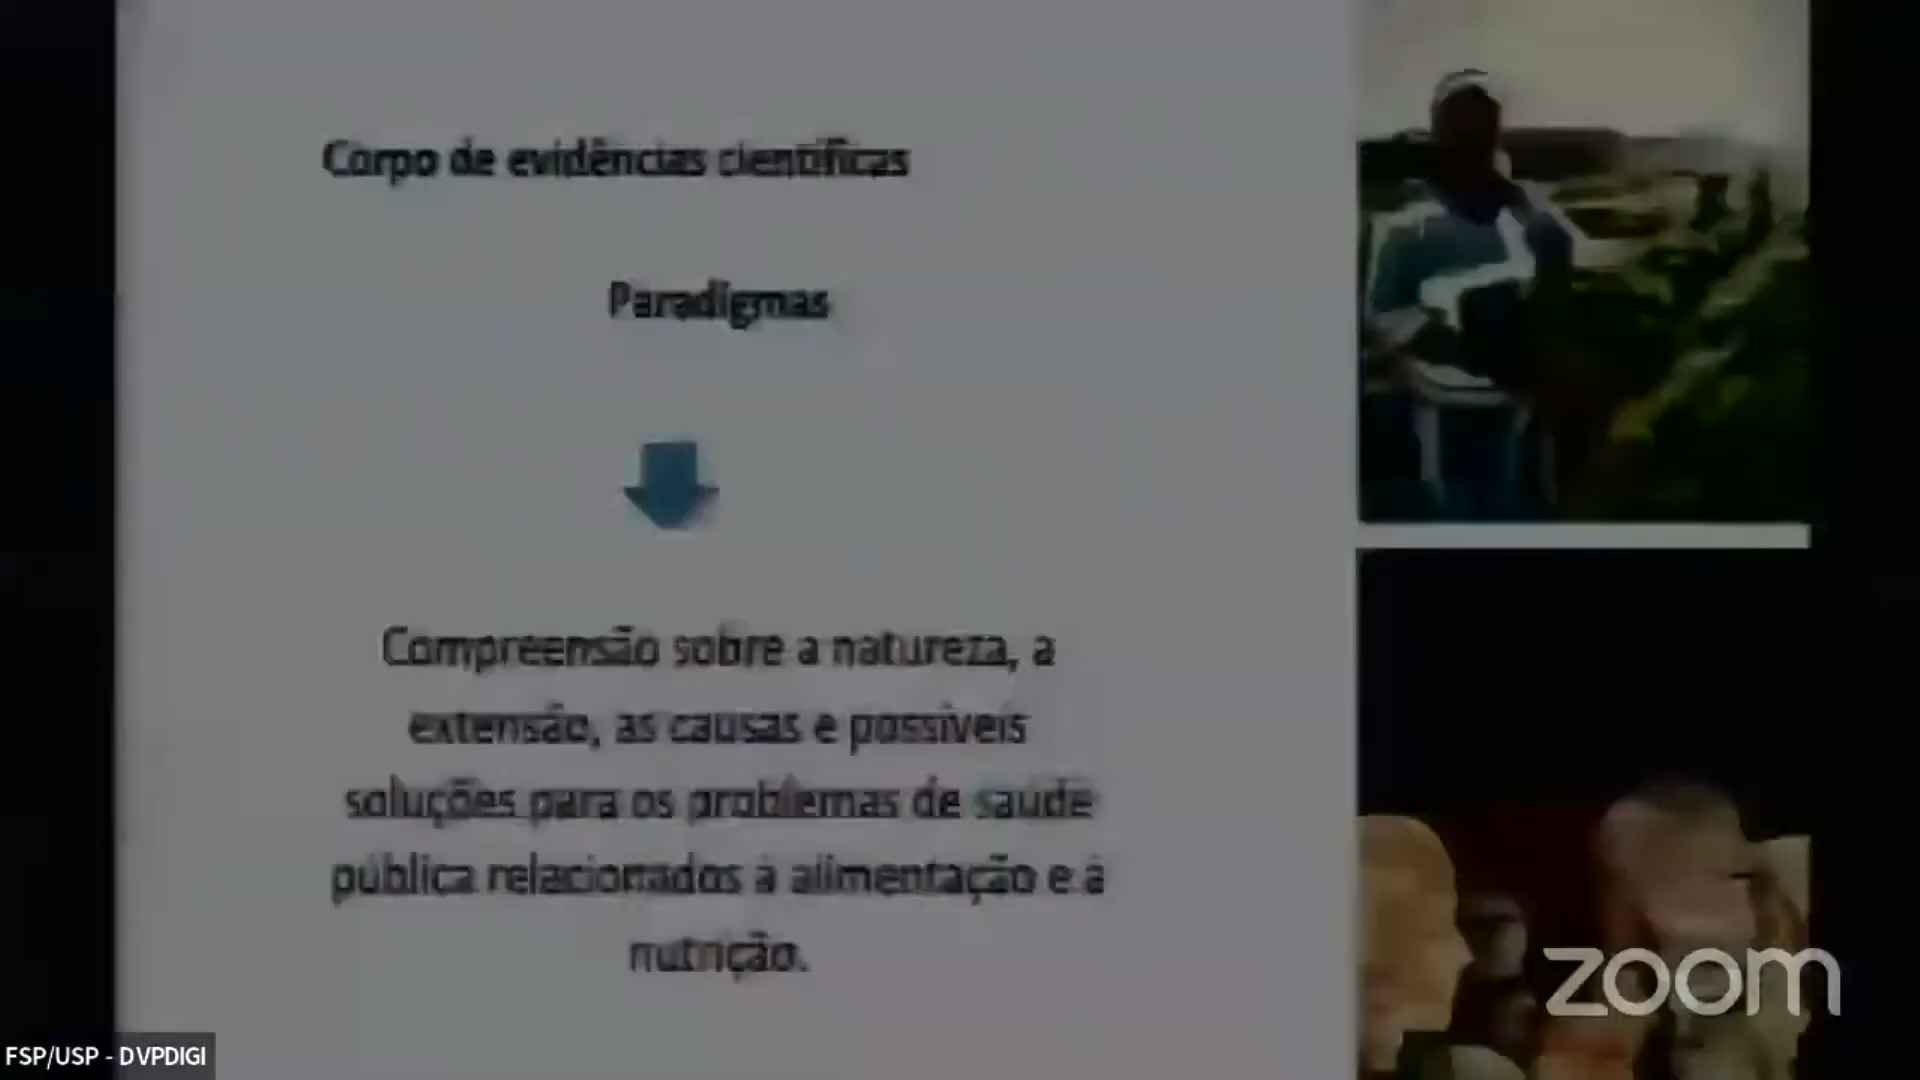 Corpo de evidências científicas
Paradigmas
Compreensão sobre a natureza, a
extensão, as causas e possíveis
soluções para os problemas de saúde
pública relacionados à alimentação e à
nutrição.
zoom
FSP/USP - DVPDIGI